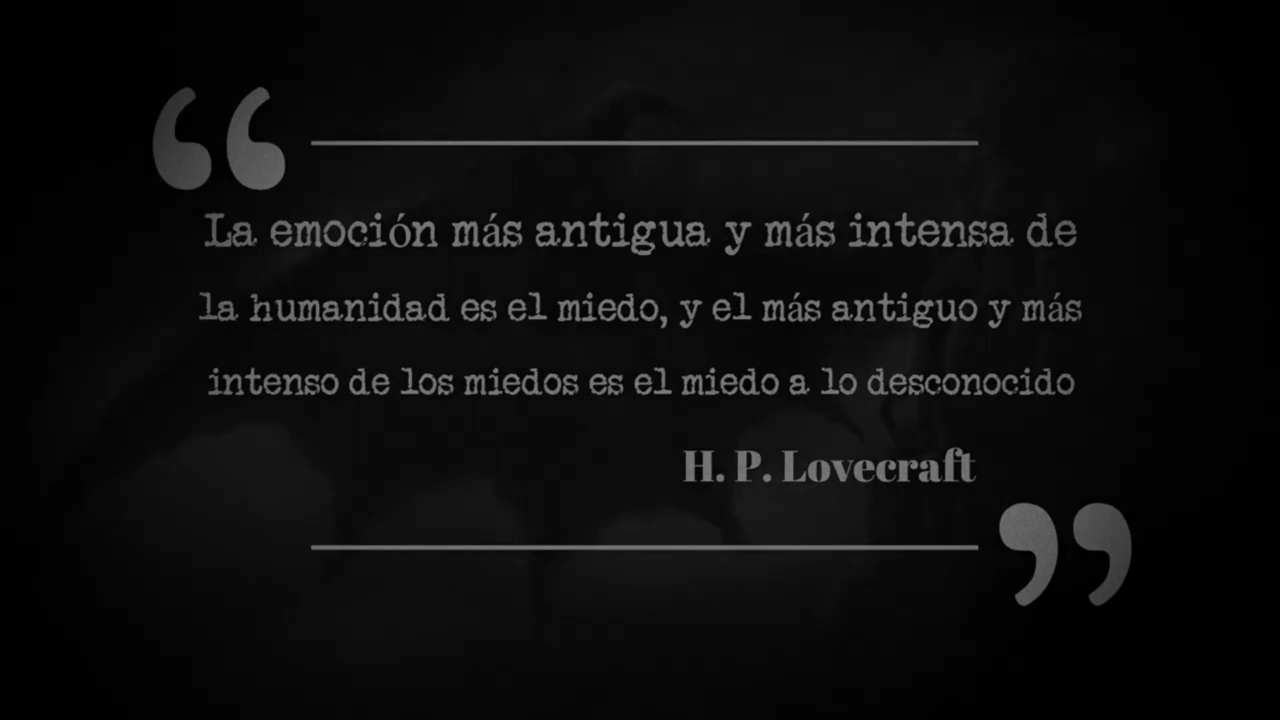 “
La emoción más antigua y más intensa de
la humanidad es el miedo, y el más antiguo y más
intenso de los miedos es el miedo a lo desconocido
H. P. Lovecraft
”